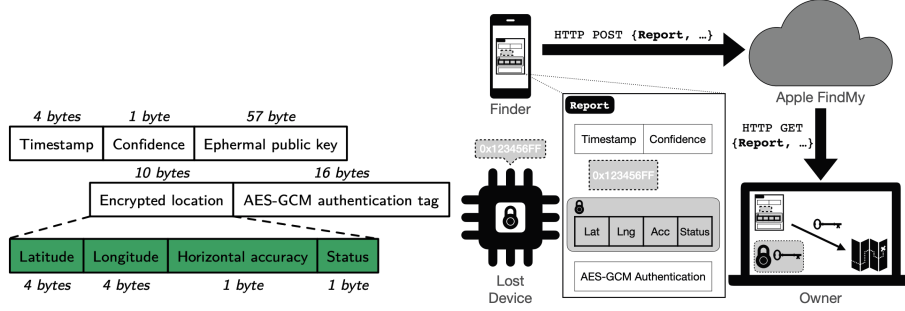 4 bytes 1 byte 57 byte
Timestamp Confidence Ephermal public key
10 bytes 16 bytes
Encrypted location AES-GCM authentication tag
Latitude Longitude Horizontal accuracy Status
4 bytes 4 bytes 1 byte 1 byte
HTTP POST {Report, …}
Finder
Apple FindMy
HTTP GET
{Report, …}
Report
Timestamp Confidence
0x123456FF
0x123456FF
Lat Lng Acc Status
AES-GCM Authentication
Lost
Device
Owner